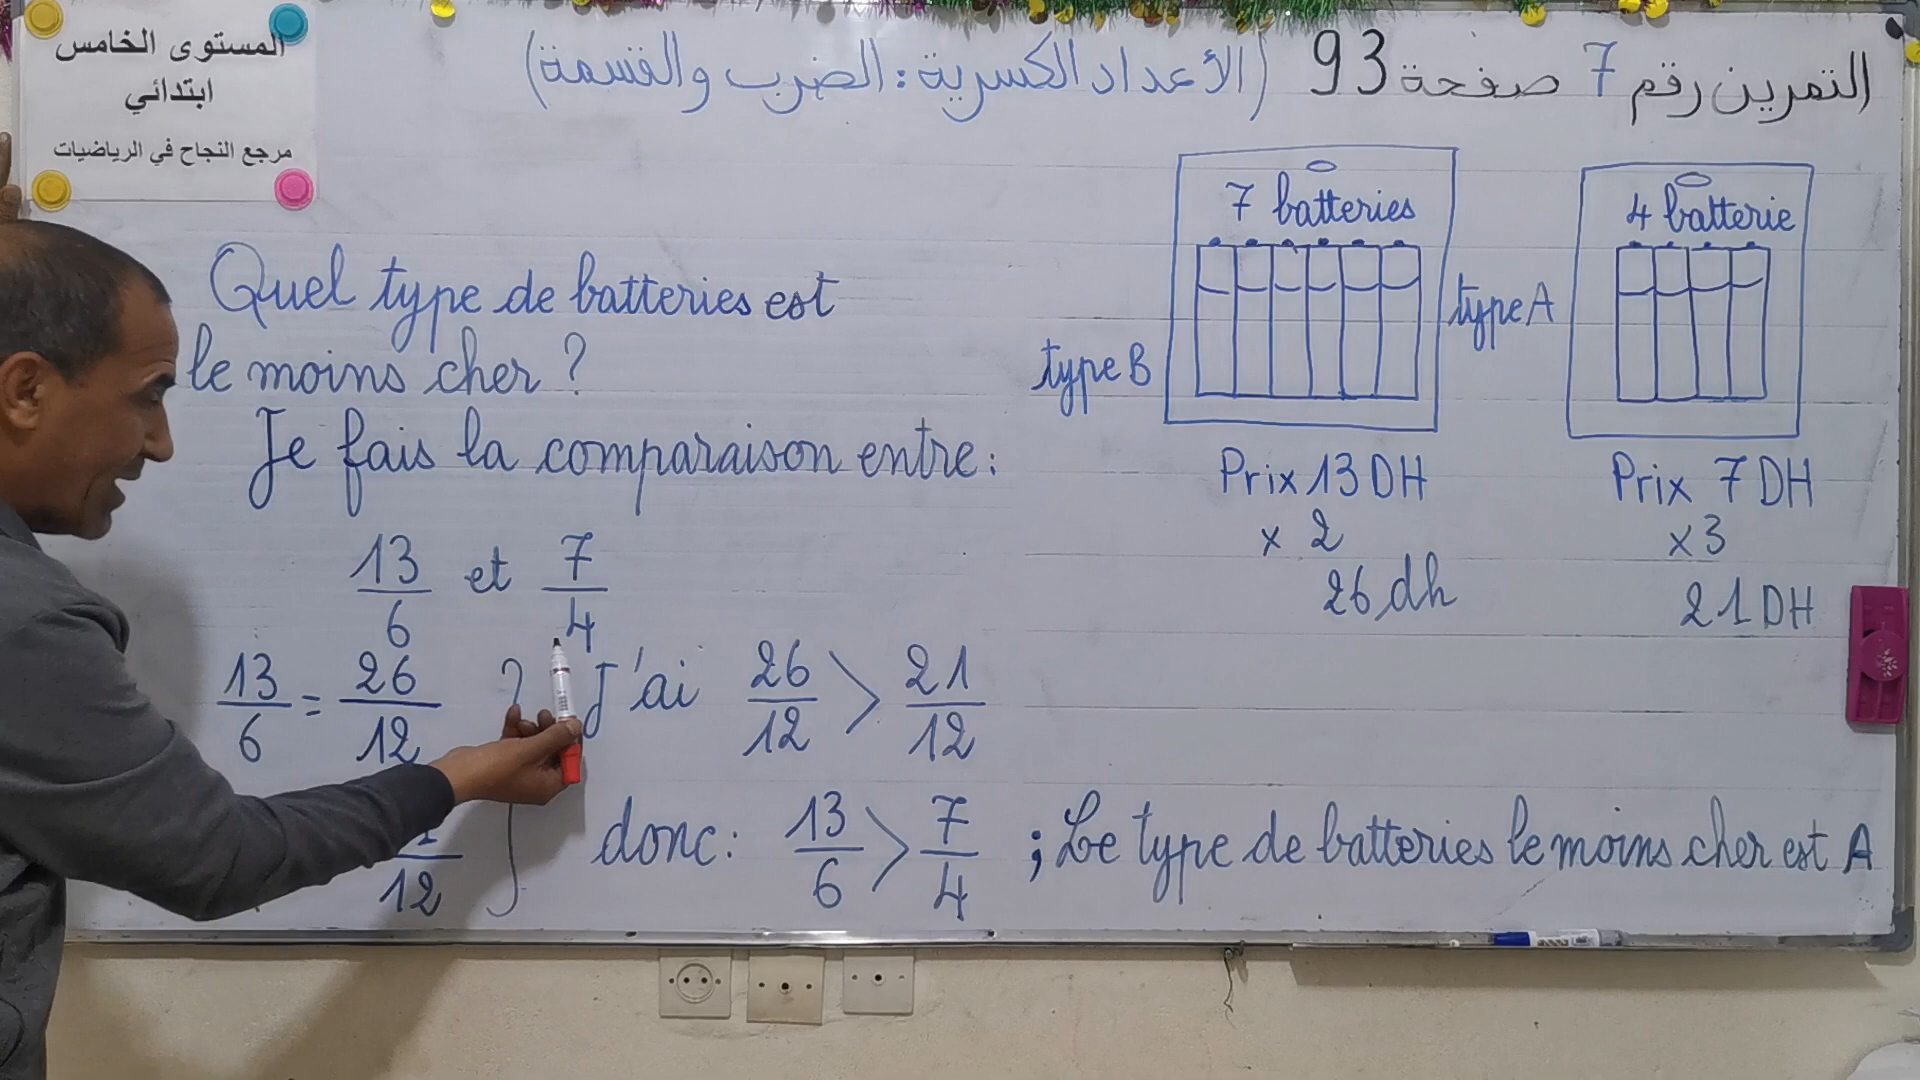 المستوى الخامس
ابتدائي
مرجع النجاح في الرياضيات
التمرين رقم 7 صفحة 93 (الأعداد الكسرية: الضرب والقسمة)
Quel type de batteries est
le moins cher ?
Je fais la comparaison entre:
13/6 et 7/4
13/6 = 26/12
12
J'ai 26/12 > 21/12
donc: 13/6 > 7/4 ; Le type de batteries le moins cher est A
7 batteries
type B
Prix 13 DH
x 2
26 dh
4 batterie
type A
Prix 7 DH
x3
21 DH